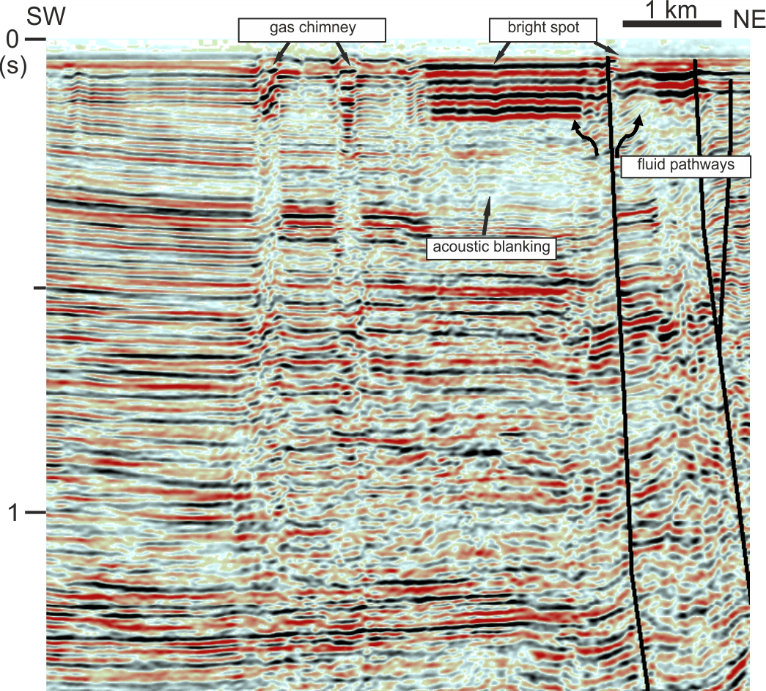 SW
gas chimney
bright spot
1 km
NE
0
(s)
fluid pathways
acoustic blanking
1